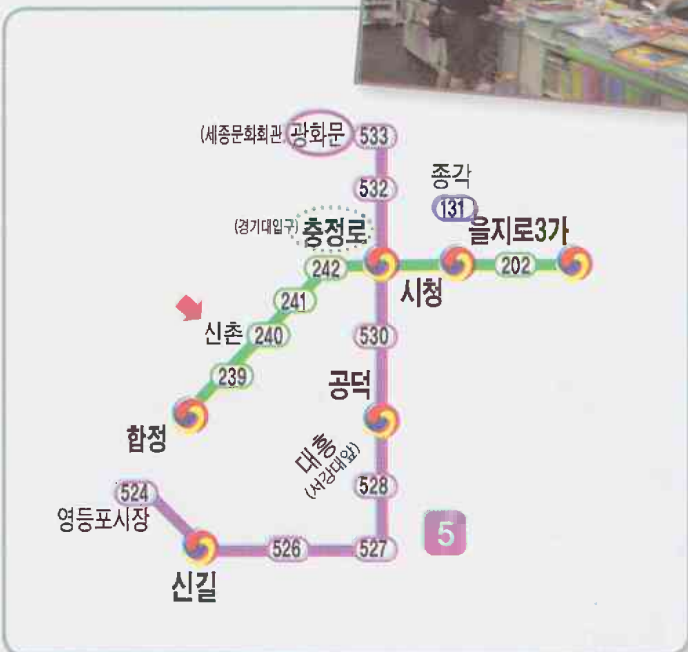 (세종문화회관) 광화문 533
532
종각
131
(경기대입구) 충정로
을지로3가
242
202
시청
241
신촌 240
530
239
공덕
합정
대흥
(서강대앞)
528
524
영등포시장
5
526
527
신길